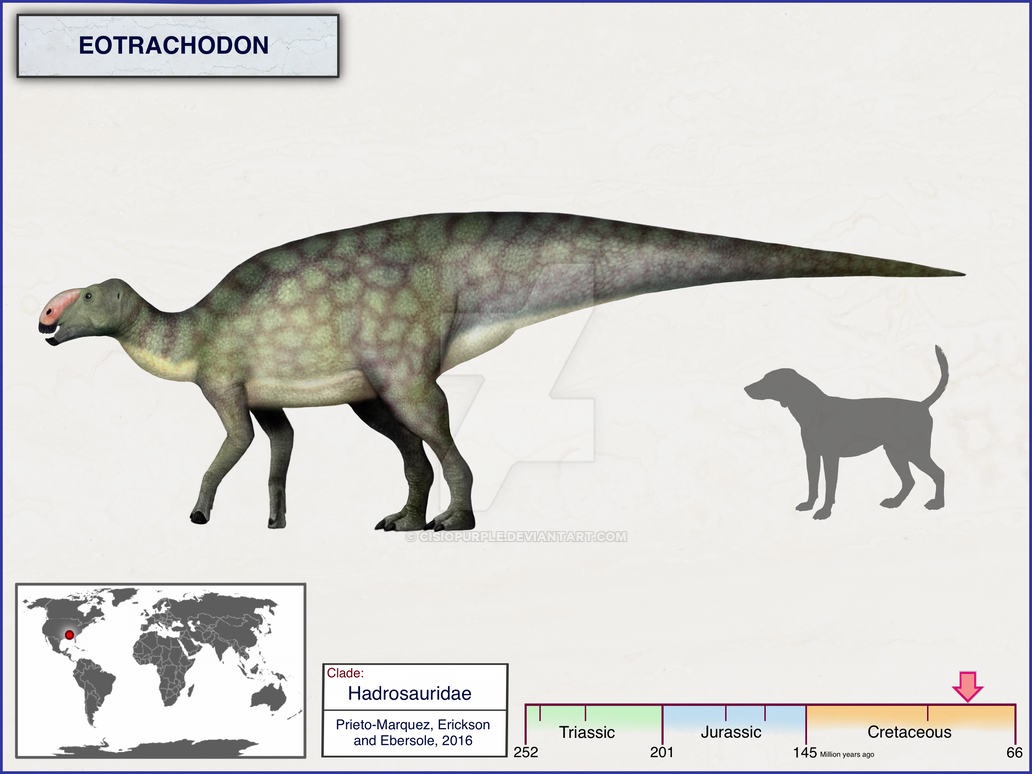 EOTRACHODON
© CISIOPURPLE.DEVIANTART.COM
Clade:
Hadrosauridae
Prieto-Marquez, Erickson
and Ebersole, 2016
Triassic
Jurassic
Cretaceous
252
201
145 Million years ago
66